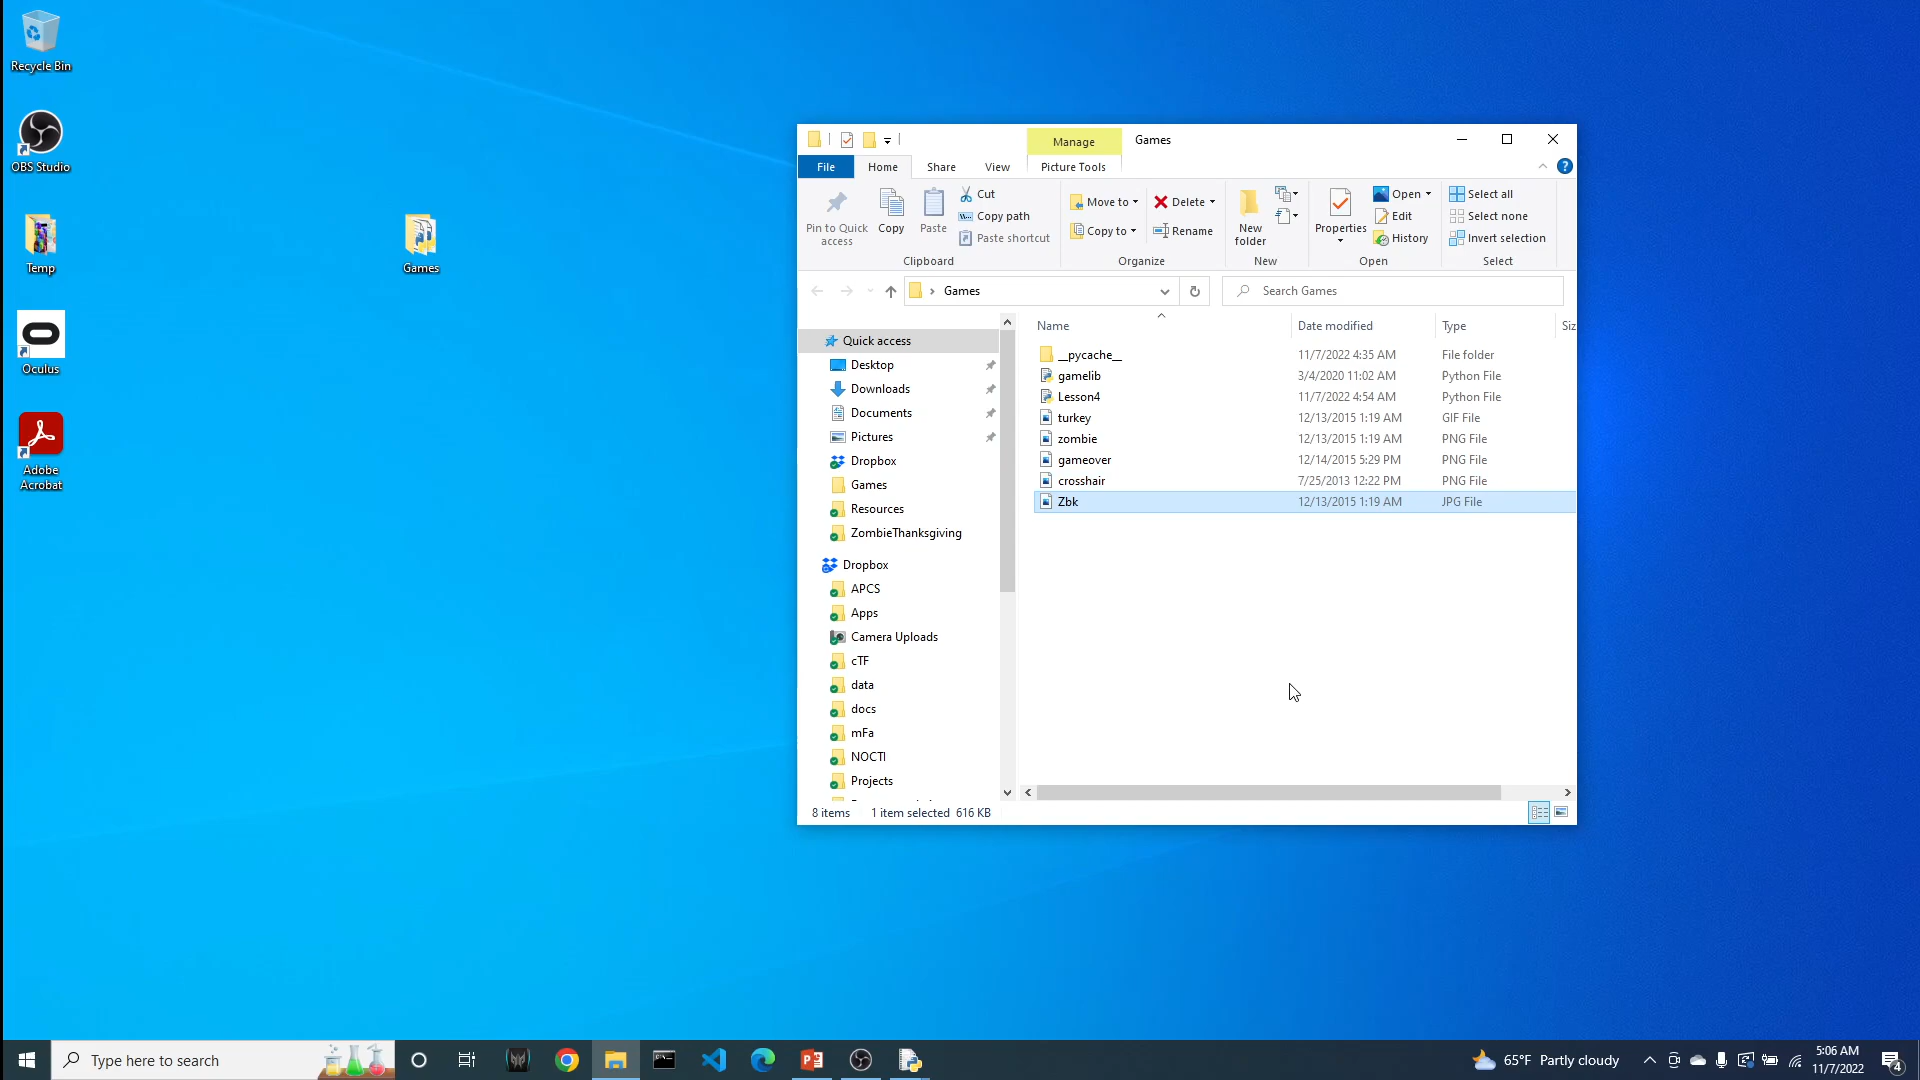 Recycle Bin
OBS Studio
Temp
Oculus
Adobe
Acrobat
Games
Manage
Games
File
Home
Share
View
Picture Tools
Pin to Quick
access
Copy
Paste
Cut
Copy path
Paste shortcut
Clipboard
Move to
Copy to
Delete
Rename
Organize
New
folder
New
Properties
Open
Edit
History
Open
Select all
Select none
Invert selection
Select
Games
Search Games
Quick access
Desktop
Downloads
Documents
Pictures
Dropbox
Games
Resources
ZombieThanksgiving
Dropbox
APCS
Apps
Camera Uploads
cTF
data
docs
mFa
NOCTI
Projects
Name Date modified Type Siz
__pycache__ 11/7/2022 4:35 AM File folder
gamelib 3/4/2020 11:02 AM Python File
Lesson4 11/7/2022 4:54 AM Python File
turkey 12/13/2015 1:19 AM GIF File
zombie 12/13/2015 1:19 AM PNG File
gameover 12/14/2015 5:29 PM PNG File
crosshair 7/25/2013 12:22 PM PNG File
Zbk 12/13/2015 1:19 AM JPG File
8 items 1 item selected 616 KB
Type here to search
65°F Partly cloudy
5:06 AM
11/7/2022
4